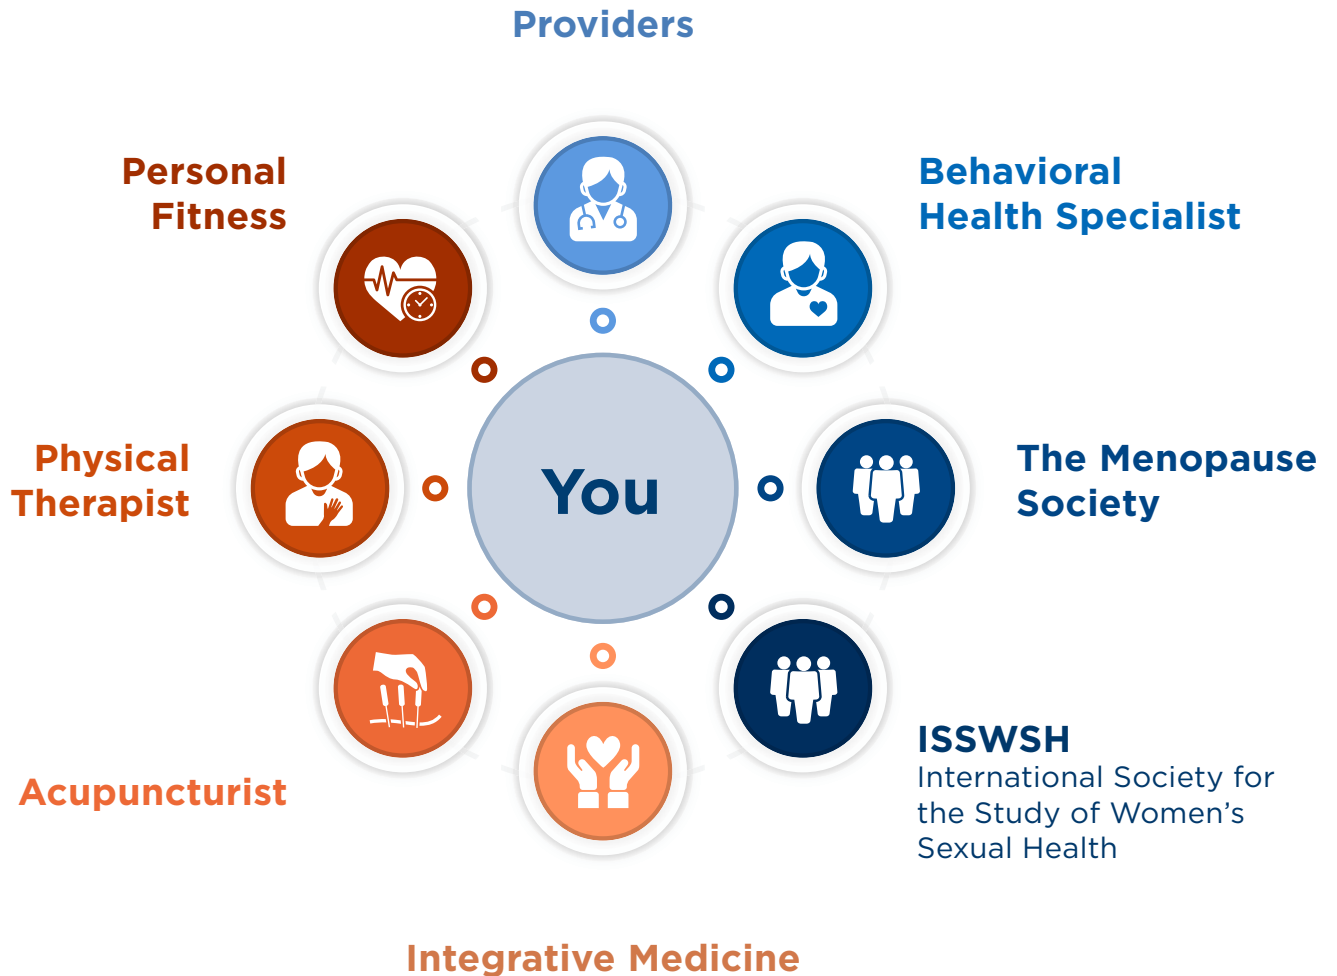 Providers
Personal
Fitness
Behavioral
Health Specialist
Physical
Therapist
You
The Menopause
Society
Acupuncturist
ISSWSH
International Society for
the Study of Women’s
Sexual Health
Integrative Medicine